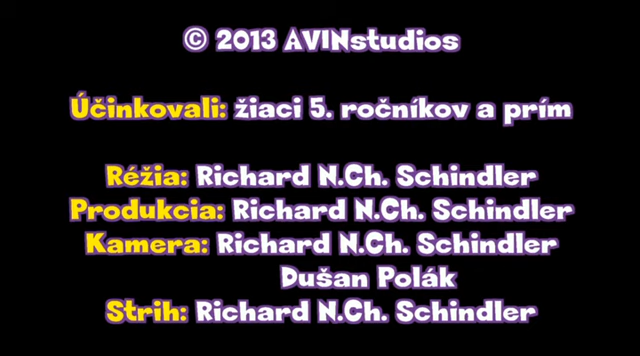 © 2013 AVINstudios
Účinkovali: žiaci 5. ročníkov a prím
Réžia: Richard N.Ch. Schindler
Produkcia: Richard N.Ch. Schindler
Kamera: Richard N.Ch. Schindler
Dušan Polák
Strih: Richard N.Ch. Schindler